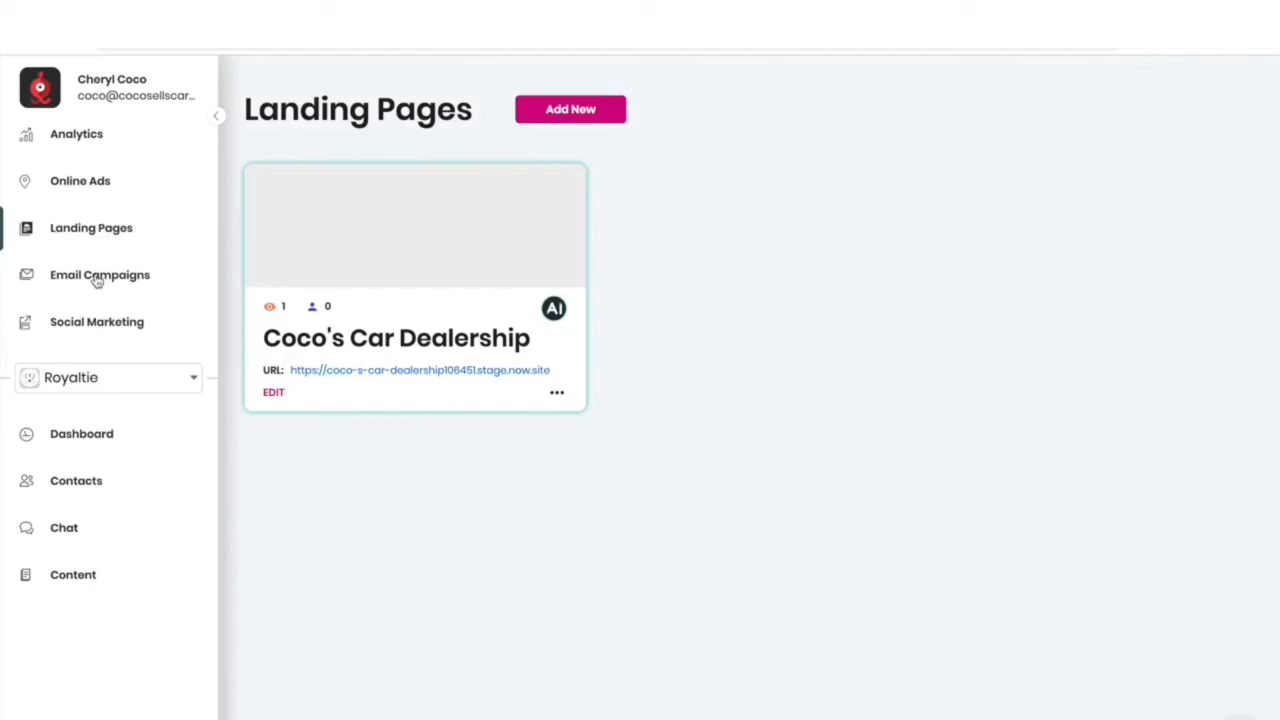 Cheryl Coco
coco@cocosellscar...
Analytics
Online Ads
Landing Pages
Email Campaigns
Social Marketing
Royaltie
Dashboard
Contacts
Chat
Content
Landing Pages
Add New
1
0
AI
Coco's Car Dealership
URL: https://coco-s-car-dealership106451.stage.now.site
EDIT